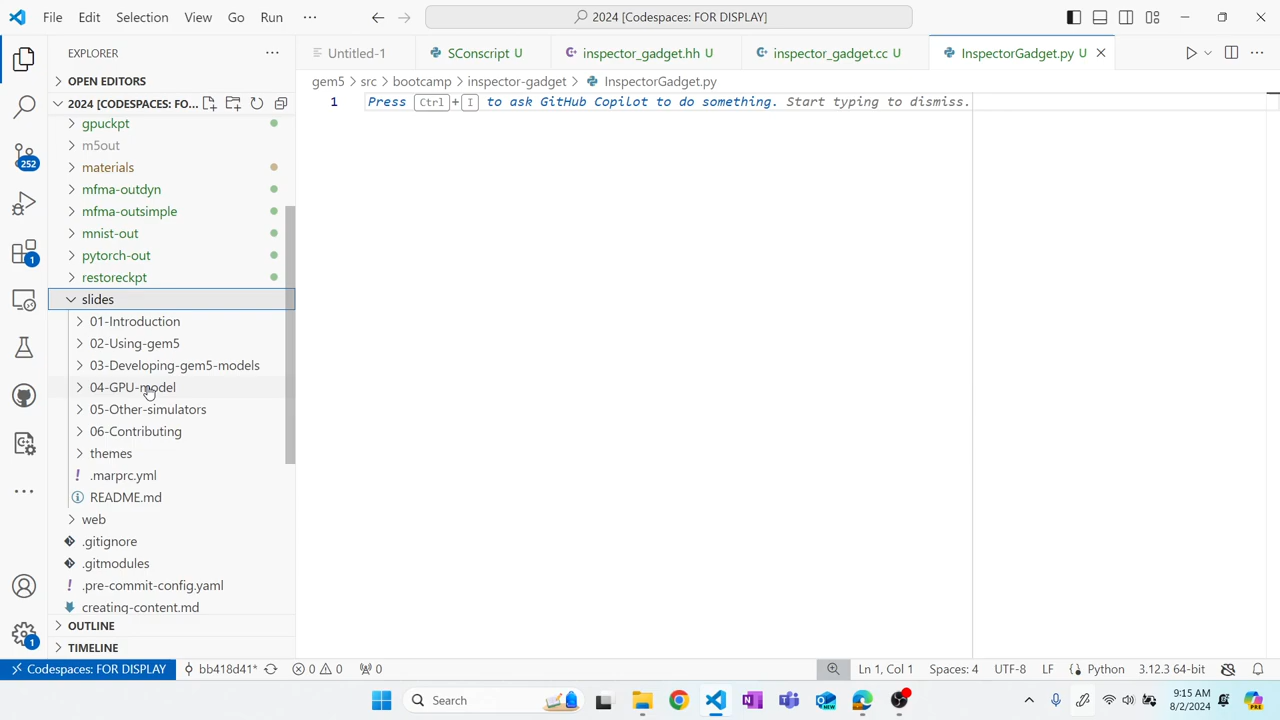 File Edit Selection View Go Run ··· 2024 [Codespaces: FOR DISPLAY]
EXPLORER ···
Untitled-1 SConscript U inspector_gadget.hh U inspector_gadget.cc U InspectorGadget.py U
OPEN EDITORS
gem5 > src > bootcamp > inspector-gadget > InspectorGadget.py
2024 [CODESPACES: FO...
1 Press Ctrl + I to ask GitHub Copilot to do something. Start typing to dismiss.
gpuckpt
m5out
252
materials
mfma-outdyn
mfma-outsimple
mnist-out
pytorch-out
1
restoreckpt
slides
01-Introduction
02-Using-gem5
03-Developing-gem5-models
04-GPU-model
05-Other-simulators
06-Contributing
themes
! .marprc.yml
README.md
web
.gitignore
.gitmodules
! .pre-commit-config.yaml
creating-content.md
OUTLINE
1
TIMELINE
Codespaces: FOR DISPLAY bb418d41* 0 0 0 Ln 1, Col 1 Spaces: 4 UTF-8 LF Python 3.12.3 64-bit
Search
9:15 AM
8/2/2024
PRE